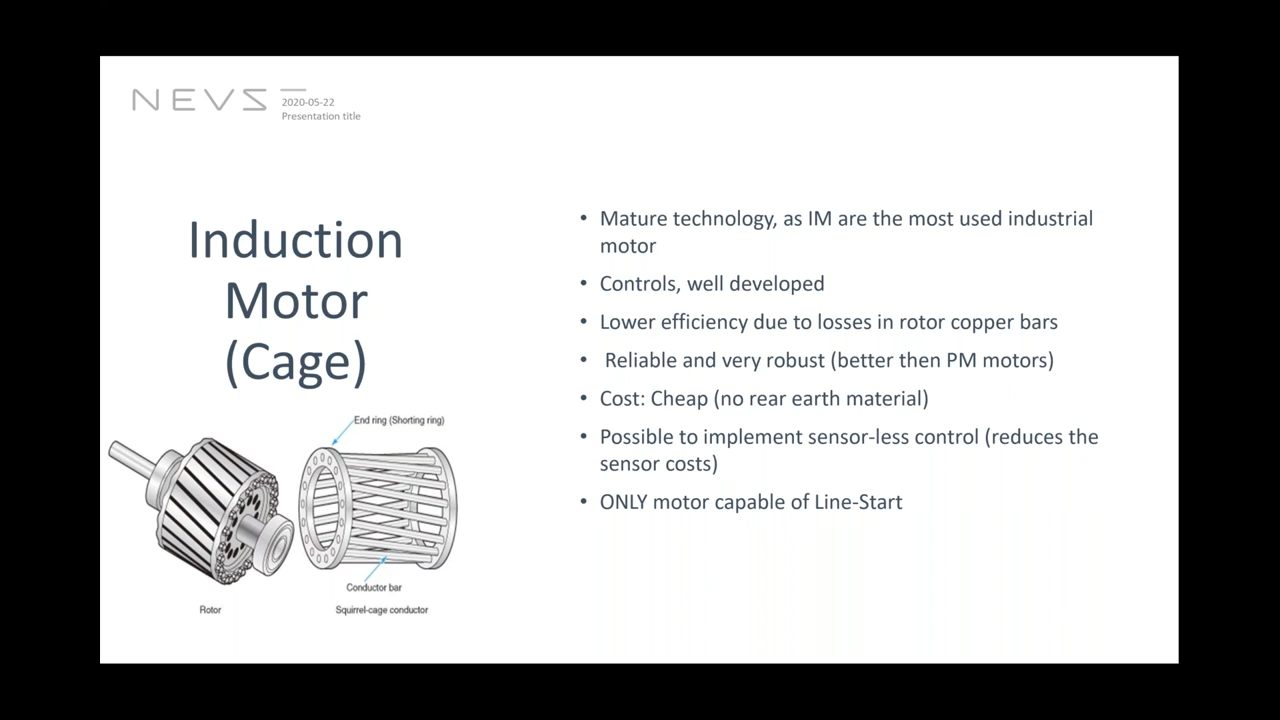 NEVS
2020-05-22
Presentation title
Induction
Motor
(Cage)
• Mature technology, as IM are the most used industrial
motor
• Controls, well developed
• Lower efficiency due to losses in rotor copper bars
• Reliable and very robust (better then PM motors)
• Cost: Cheap (no rear earth material)
• Possible to implement sensor-less control (reduces the
sensor costs)
• ONLY motor capable of Line-Start
End ring (Shorting ring)
Conductor bar
Rotor
Squirrel-cage conductor